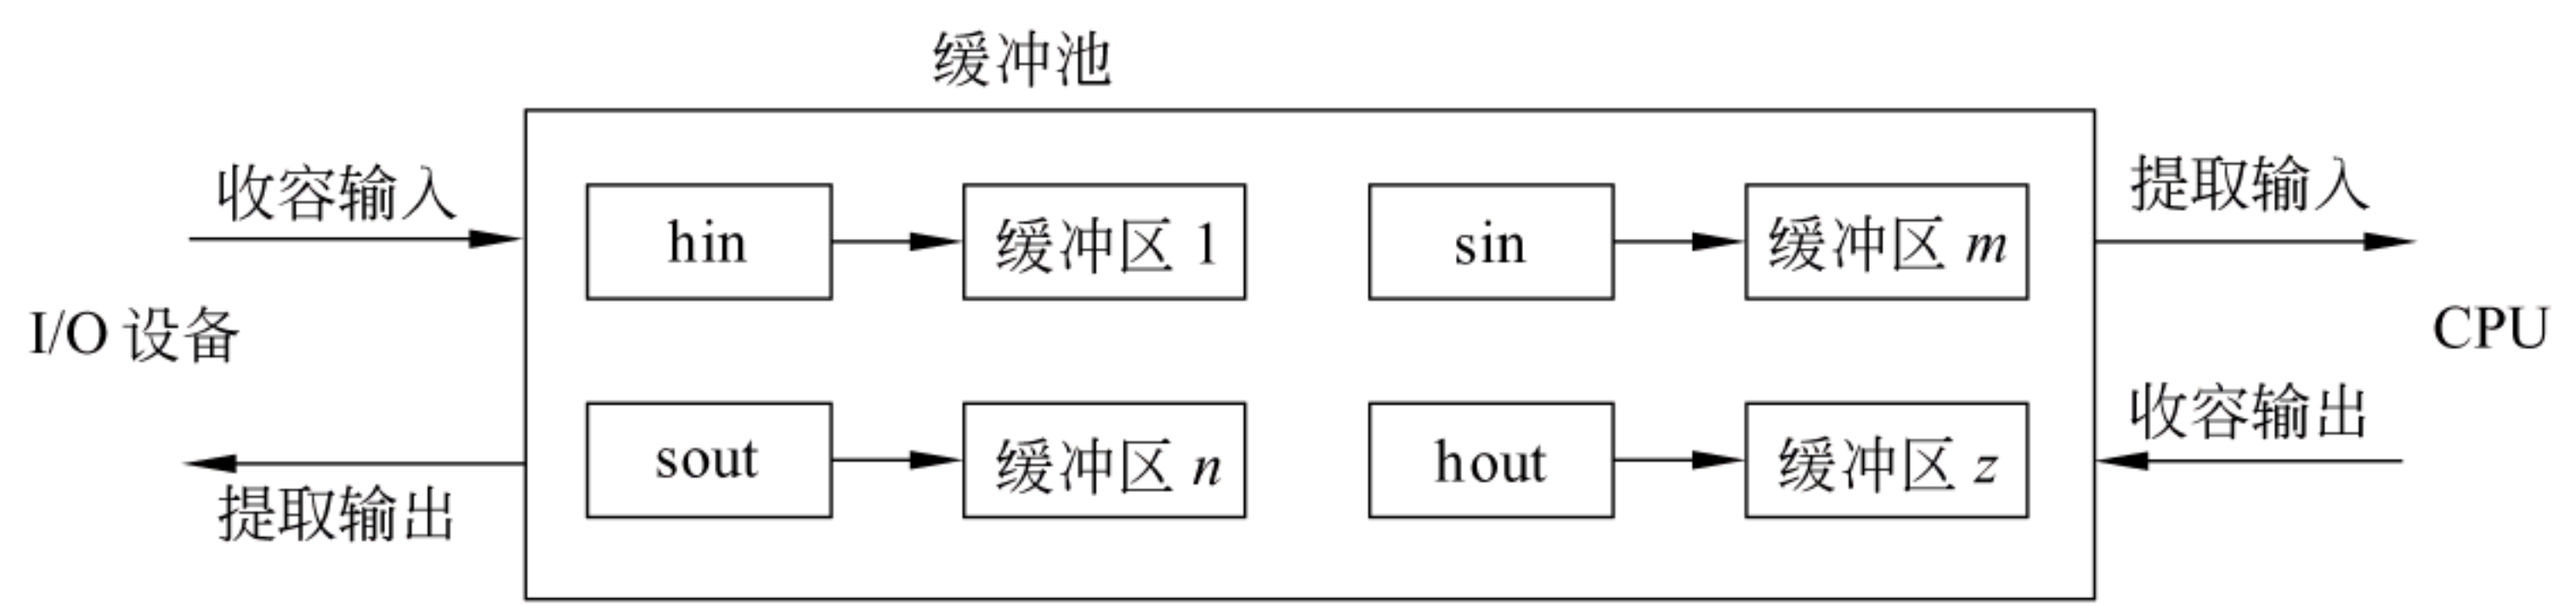 缓冲池
收容输入
提取输入
hin
缓冲区 1
sin
缓冲区 m
I/O 设备
CPU
sout
缓冲区 n
hout
缓冲区 z
提取输出
收容输出